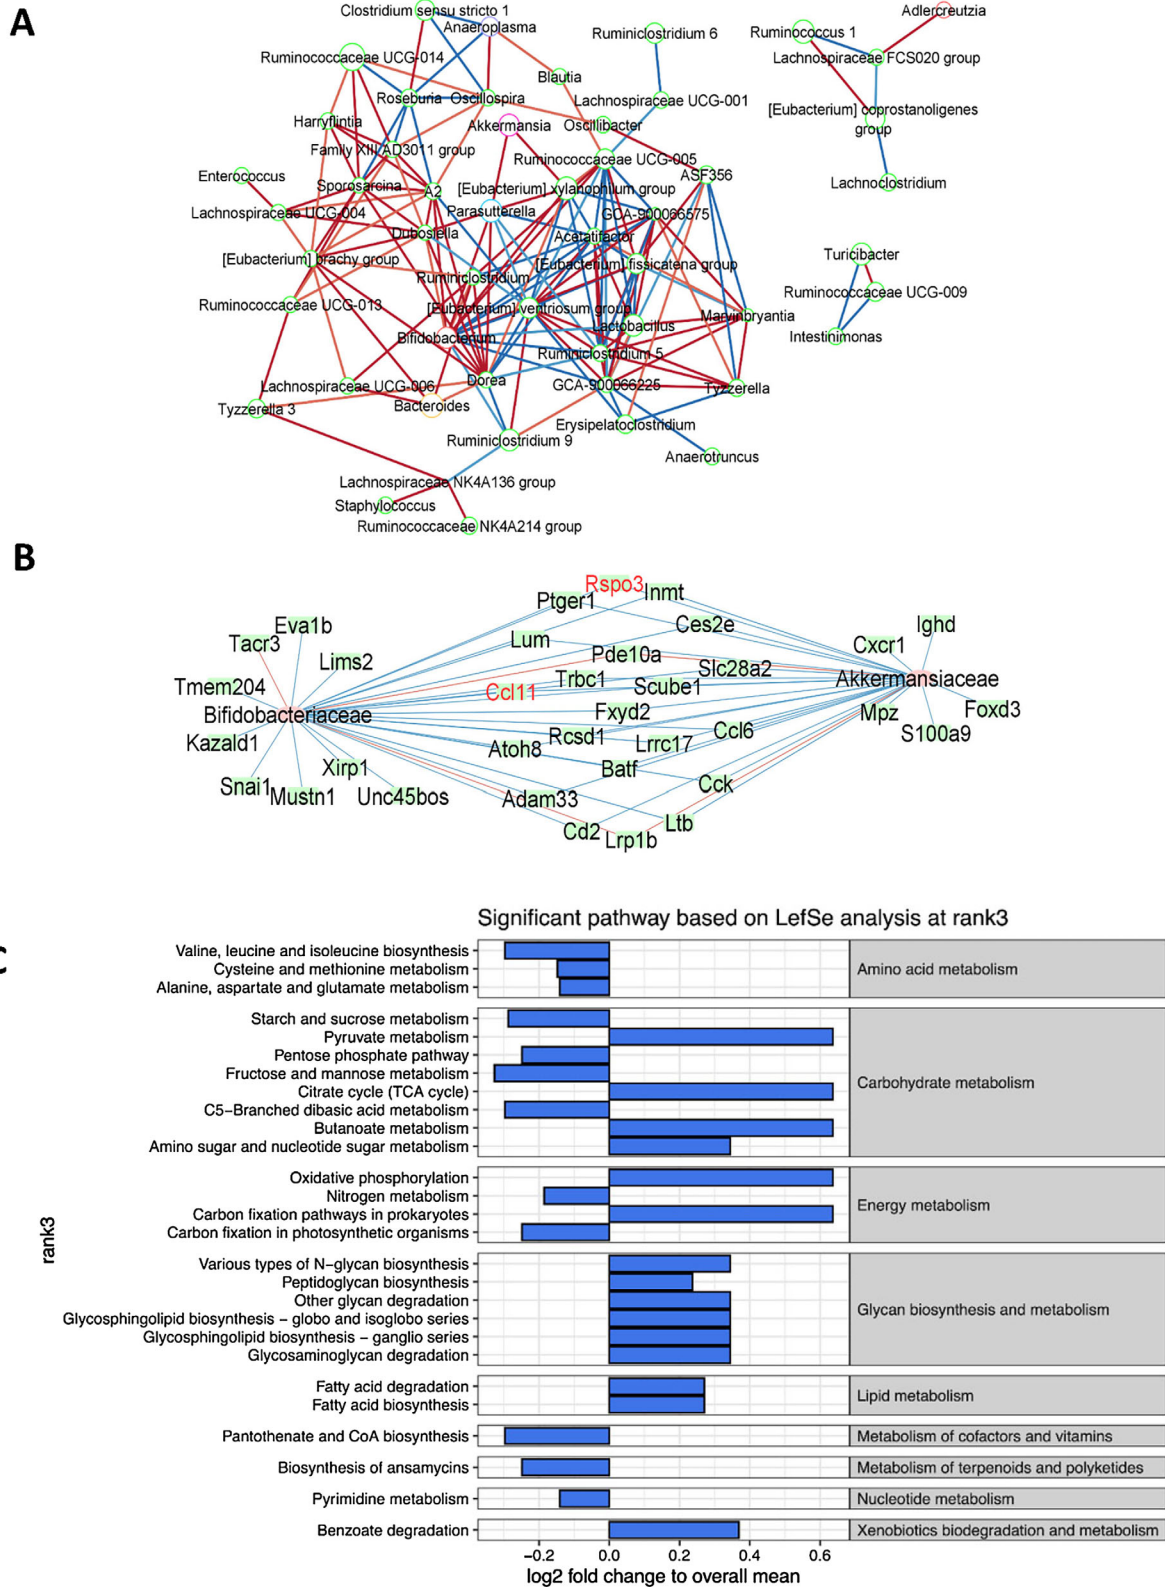 A
Clostridium sensu stricto 1
Anaeroplasma
Adlercreutzia
Ruminiclostridium 6
Ruminococcus 1
Ruminococcaceae UCG-014
Lachnospiraceae FCS020 group
Blautia
Roseburia
Oscillospira
Lachnospiraceae UCG-001
[Eubacterium] coprostanoligenes
group
Harryflintia
Akkermansia
Oscillibacter
Family XIII AD3011 group
Ruminococcaceae UCG-005
Enterococcus
Sporosarcina
A2
[Eubacterium] xylanophilum group
ASF356
Lachnoclostridium
Lachnospiraceae UCG-004
Parasutterella
GCA-900066575
Dubosiella
Acetatifactor
Turicibacter
[Eubacterium] brachy group
[Eubacterium] fissicatena group
Ruminiclostridium
Ruminococcaceae UCG-009
Ruminococcaceae UCG-013
[Eubacterium] ventriosum group
Marvinbryantia
Lactobacillus
Intestinimonas
Bifidobacterium
Ruminiclostridium 5
Lachnospiraceae UCG-006
Dorea
GCA-900066225
Tyzzerella
Tyzzerella 3
Bacteroides
Erysipelatoclostridium
Ruminiclostridium 9
Anaerotruncus
Lachnospiraceae NK4A136 group
Staphylococcus
Ruminococcaceae NK4A214 group
B
Rspo3
Inmt
Ptger1
Eva1b
Ces2e
Ighd
Tacr3
Lum
Cxcr1
Lims2
Pde10a
Slc28a2
Trbc1
Akkermansiaceae
Tmem204
Ccl11
Scube1
Bifidobacteriaceae
Fxyd2
Mpz
Foxd3
Kazald1
Atoh8
Rcsd1
Lrrc17
Ccl6
S100a9
Xirp1
Batf
Snai1
Mustn1
Unc45bos
Cck
Adam33
Cd2
Lrp1b
Ltb
C
Significant pathway based on LefSe analysis at rank3
Valine, leucine and isoleucine biosynthesis
Cysteine and methionine metabolism
Alanine, aspartate and glutamate metabolism
Amino acid metabolism
Starch and sucrose metabolism
Pyruvate metabolism
Pentose phosphate pathway
Fructose and mannose metabolism
Citrate cycle (TCA cycle)
C5−Branched dibasic acid metabolism
Butanoate metabolism
Amino sugar and nucleotide sugar metabolism
Carbohydrate metabolism
Oxidative phosphorylation
Nitrogen metabolism
Carbon fixation pathways in prokaryotes
Carbon fixation in photosynthetic organisms
Energy metabolism
Various types of N−glycan biosynthesis
Peptidoglycan biosynthesis
Other glycan degradation
Glycosphingolipid biosynthesis − globo and isoglobo series
Glycosphingolipid biosynthesis − ganglio series
Glycosaminoglycan degradation
Glycan biosynthesis and metabolism
Fatty acid degradation
Fatty acid biosynthesis
Lipid metabolism
Pantothenate and CoA biosynthesis
Metabolism of cofactors and vitamins
Biosynthesis of ansamycins
Metabolism of terpenoids and polyketides
Pyrimidine metabolism
Nucleotide metabolism
Benzoate degradation
Xenobiotics biodegradation and metabolism
rank3
−0.2 0.0 0.2 0.4 0.6
log2 fold change to overall mean